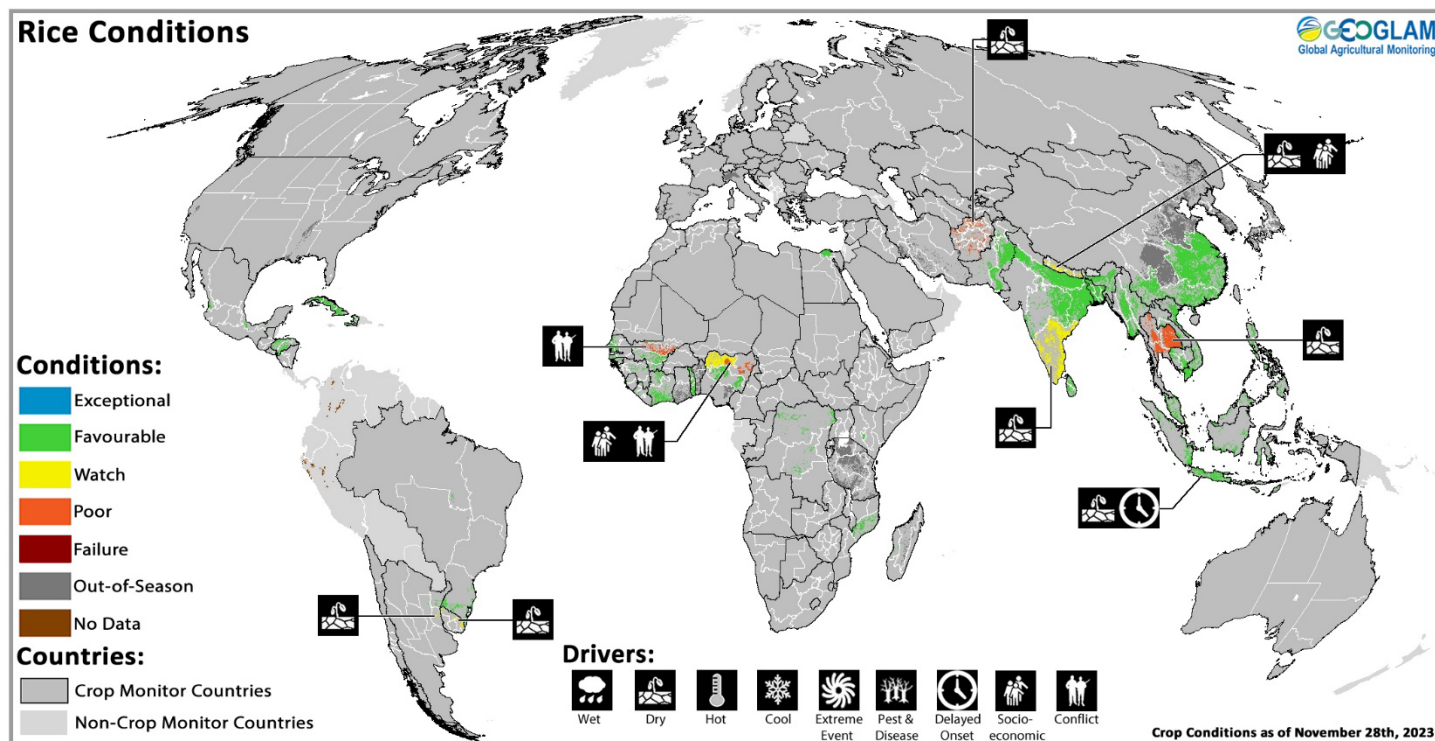 Rice Conditions
GEOGLAM
Global Agricultural Monitoring
Conditions:
Exceptional
Favourable
Watch
Poor
Failure
Out-of-Season
No Data
Countries:
Crop Monitor Countries
Non-Crop Monitor Countries
Drivers:
Wet
Dry
Hot
Cool
Extreme
Event
Pest &
Disease
Delayed
Onset
Socio-
economic
Conflict
Crop Conditions as of November 28th, 2023